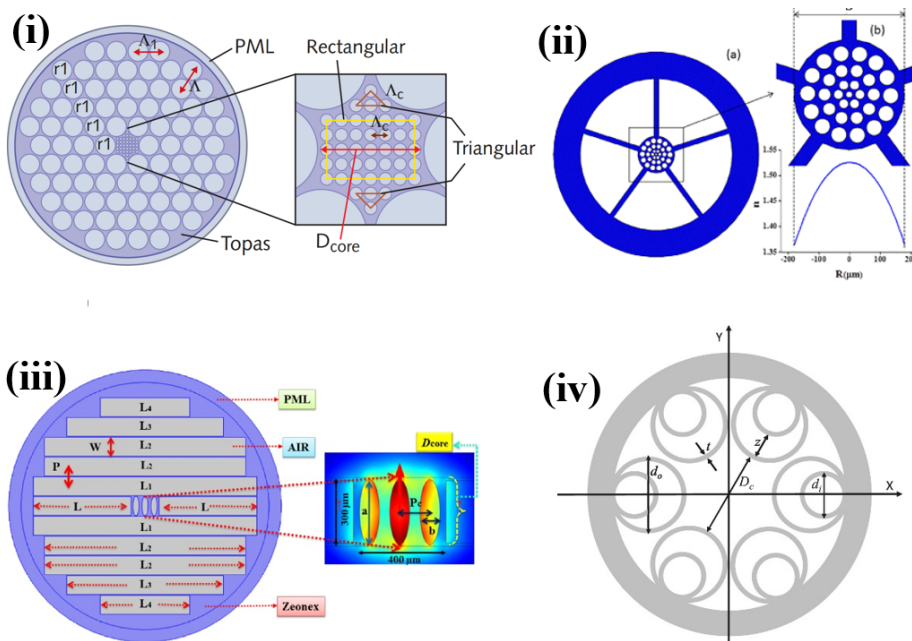 (i)
Λ1
PML
Rectangular
r1
Λ
r1
r1
r1
r1
Λc
Λc
Triangular
Topas
Dcore
(ii)
(a)
(b)
1.55
1.50
1.45
1.40
1.35
n
-200
-100
0
100
200
R(μm)
(iii)
PML
L4
L3
W
L2
AIR
Dcore
P
L2
L1
L
L
L1
300 μm
a
Pc
b
400 μm
L2
L2
L3
L4
Zeonex
(iv)
Y
t
z
do
Dc
di
X